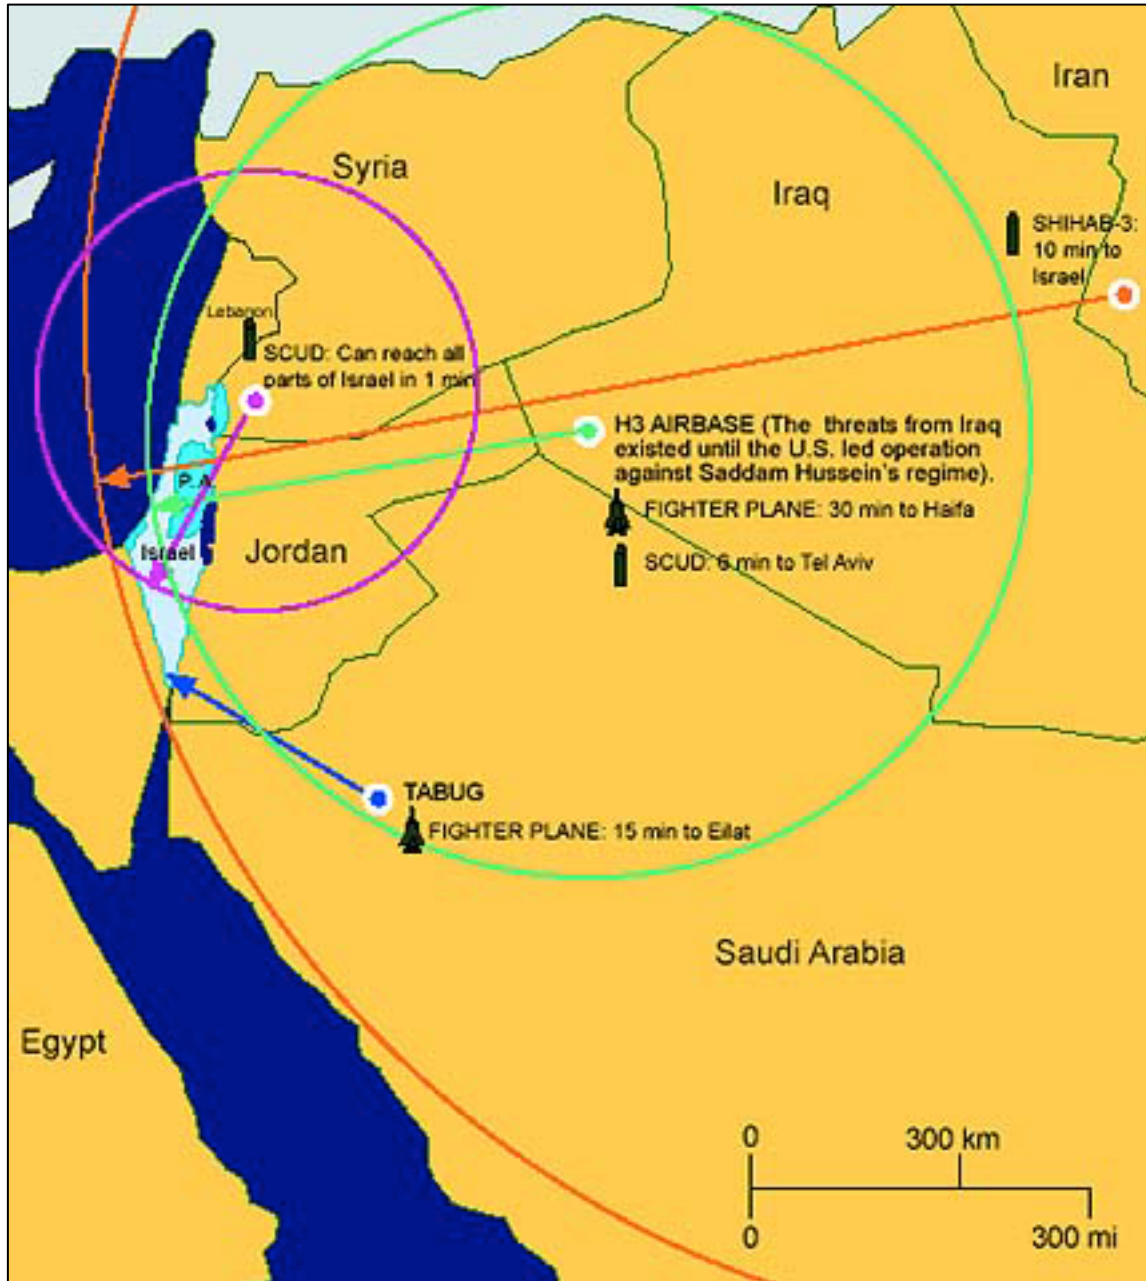 Iran
Syria
Iraq
SHIHAB-3:
10 min to
Israel
Lebanon
SCUD: Can reach all
parts of Israel in 1 min
H3 AIRBASE (The threats from Iraq
existed until the U.S. led operation
against Saddam Hussein's regime).
P. A.
FIGHTER PLANE: 30 min to Haifa
Israel
Jordan
SCUD: 6 min to Tel Aviv
TABUG
FIGHTER PLANE: 15 min to Eilat
Saudi Arabia
Egypt
0
300 km
0
300 mi